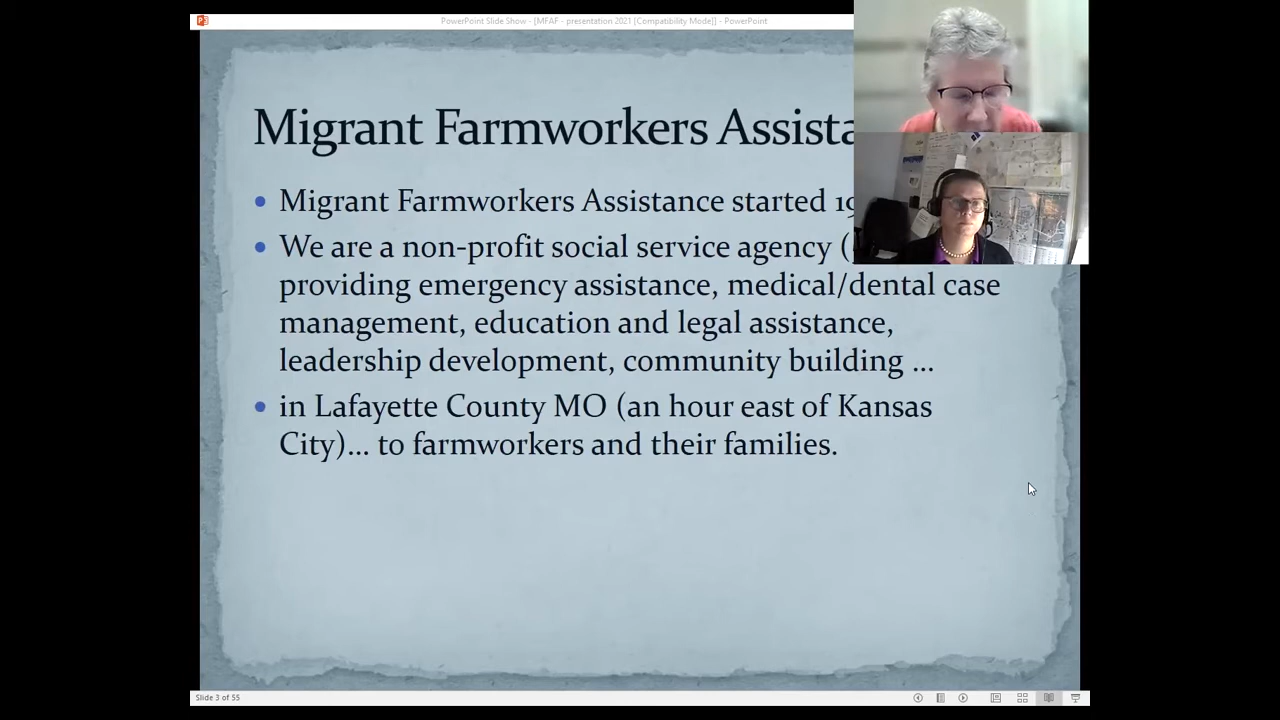 PowerPoint Slide Show - [MFAF - presentation 2021 [Compatibility Mode]] - PowerPoint
Migrant Farmworkers
Migrant Farmworkers Assistance started
We are a non-profit social service agency (
providing emergency assistance, medical/dental case
management, education and legal assistance,
leadership development, community building ...
in Lafayette County MO (an hour east of Kansas
City)... to farmworkers and their families.
Slide 3 of 55